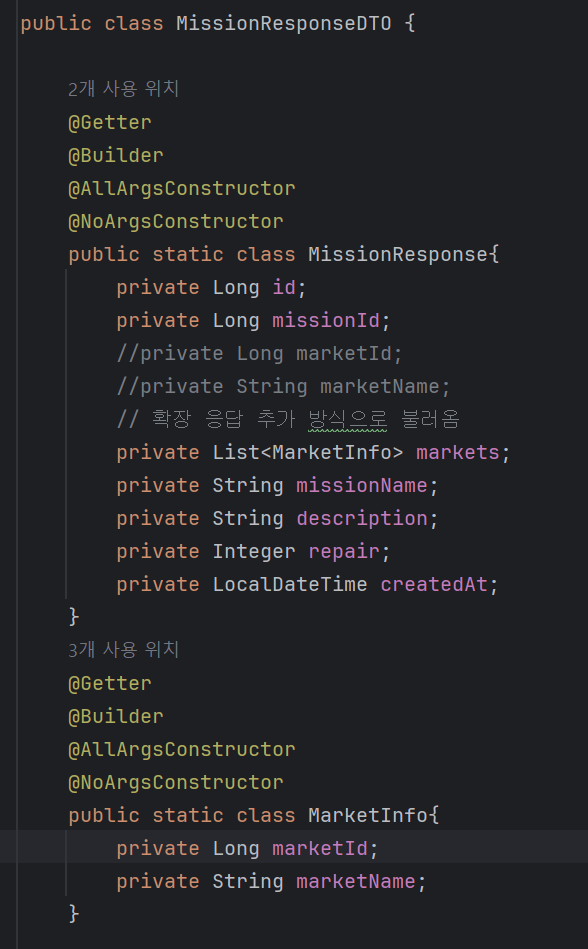 public class MissionResponseDTO {
2개 사용 위치
@Getter
@Builder
@AllArgsConstructor
@NoArgsConstructor
public static class MissionResponse{
private Long id;
private Long missionId;
//private Long marketId;
//private String marketName;
// 확장 응답 추가 방식으로 불러옴
private List<MarketInfo> markets;
private String missionName;
private String description;
private Integer repair;
private LocalDateTime createdAt;
}
3개 사용 위치
@Getter
@Builder
@AllArgsConstructor
@NoArgsConstructor
public static class MarketInfo{
private Long marketId;
private String marketName;
}